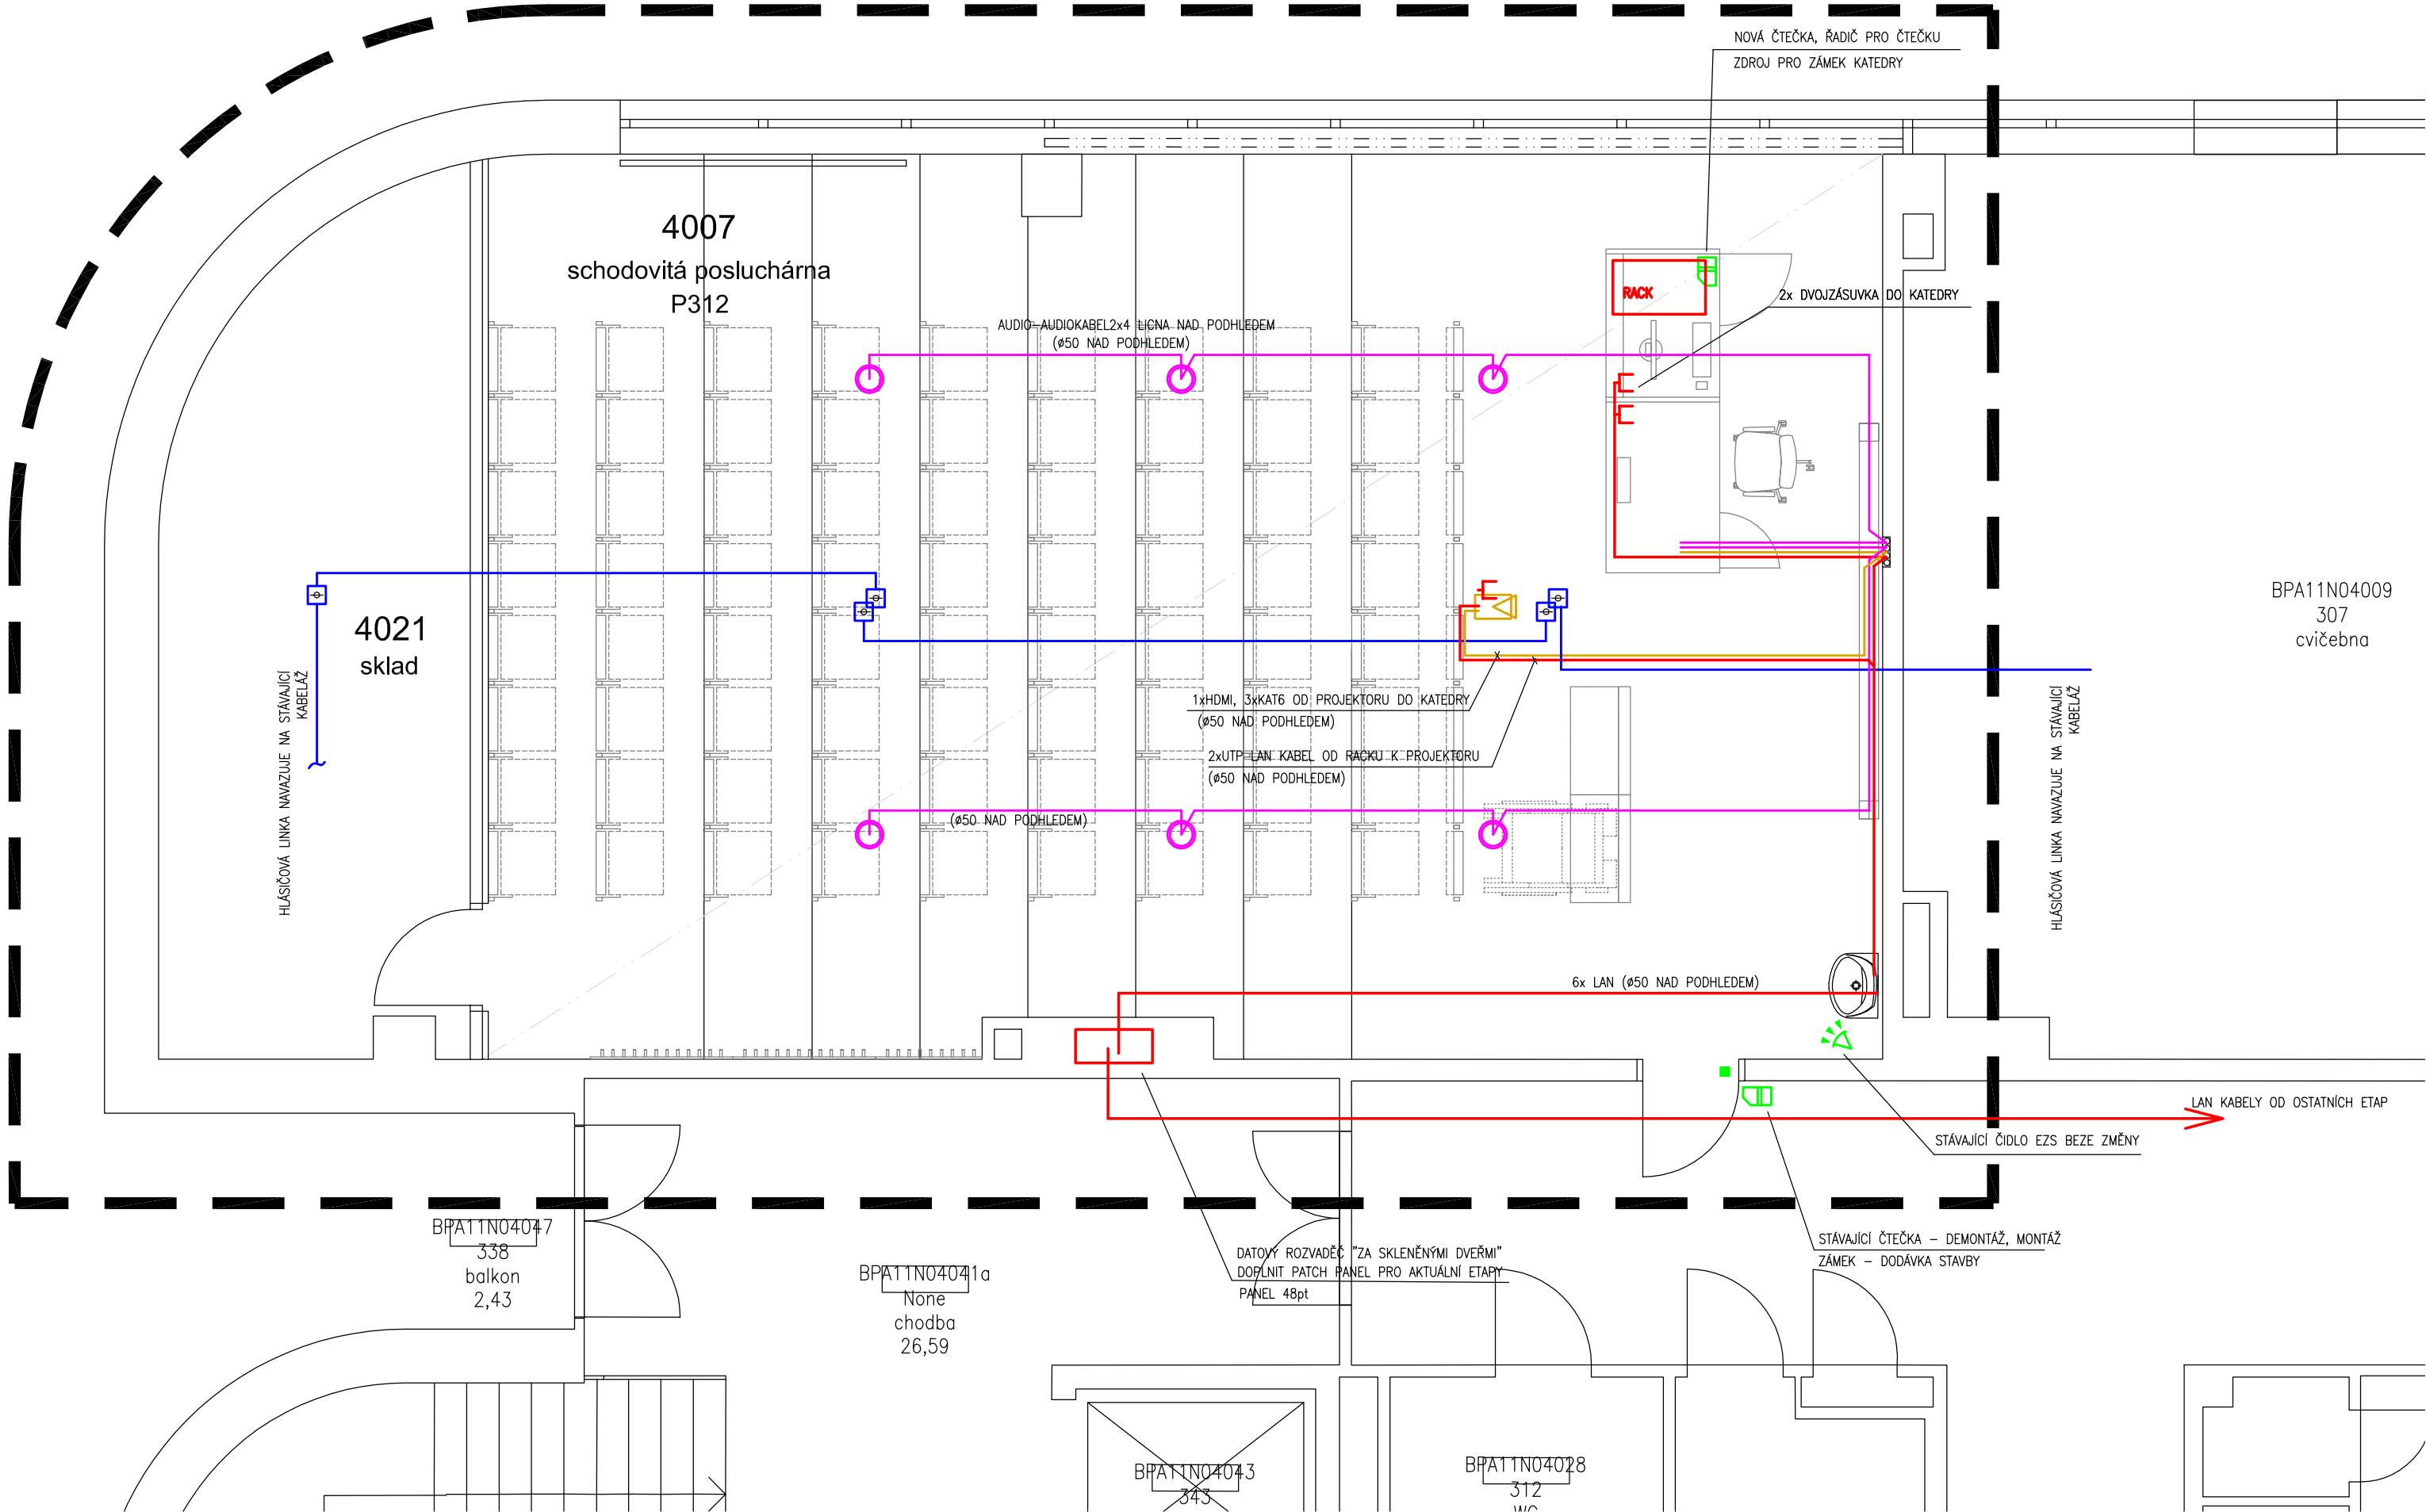 NOVÁ ČTEČKA, ŘADIČ PRO ČTEČKU
ZDROJ PRO ZÁMEK KATEDRY
4007
schodovitá posluchárna
P312
RACK
2x DVOJZÁSUVKA DO KATEDRY
AUDIO-AUDIOKABEL2x4 LICNA NAD PODHLEDEM
(ø50 NAD PODHLEDEM)
4021
sklad
BPA11N04009
307
cvičebna
HLÁSIČOVÁ LINKA NAVAZUJE NA STÁVAJÍCÍ
KABELÁŽ
1xHDMI, 3xKAT6 OD PROJEKTORU DO KATEDRY
(ø50 NAD PODHLEDEM)
2xUTP LAN KABEL OD RACKU K PROJEKTORU
(ø50 NAD PODHLEDEM)
HLÁSIČOVÁ LINKA NAVAZUJE NA STÁVAJÍCÍ
KABELÁŽ
(ø50 NAD PODHLEDEM)
6x LAN (ø50 NAD PODHLEDEM)
LAN KABELY OD OSTATNÍCH ETAP
STÁVAJÍCÍ ČIDLO EZS BEZE ZMĚNY
STÁVAJÍCÍ ČTEČKA – DEMONTÁŽ, MONTÁŽ
ZÁMEK – DODÁVKA STAVBY
BPA11N04047
338
balkon
2,43
BPA11N04041a
None
chodba
26,59
DATOVÝ ROZVADĚČ "ZA SKLENĚNÝMI DVEŘMI"
DOPLNIT PATCH PANEL PRO AKTUÁLNÍ ETAPY
PANEL 48pt
BPA11N04043
343
BPA11N04028
312
WC